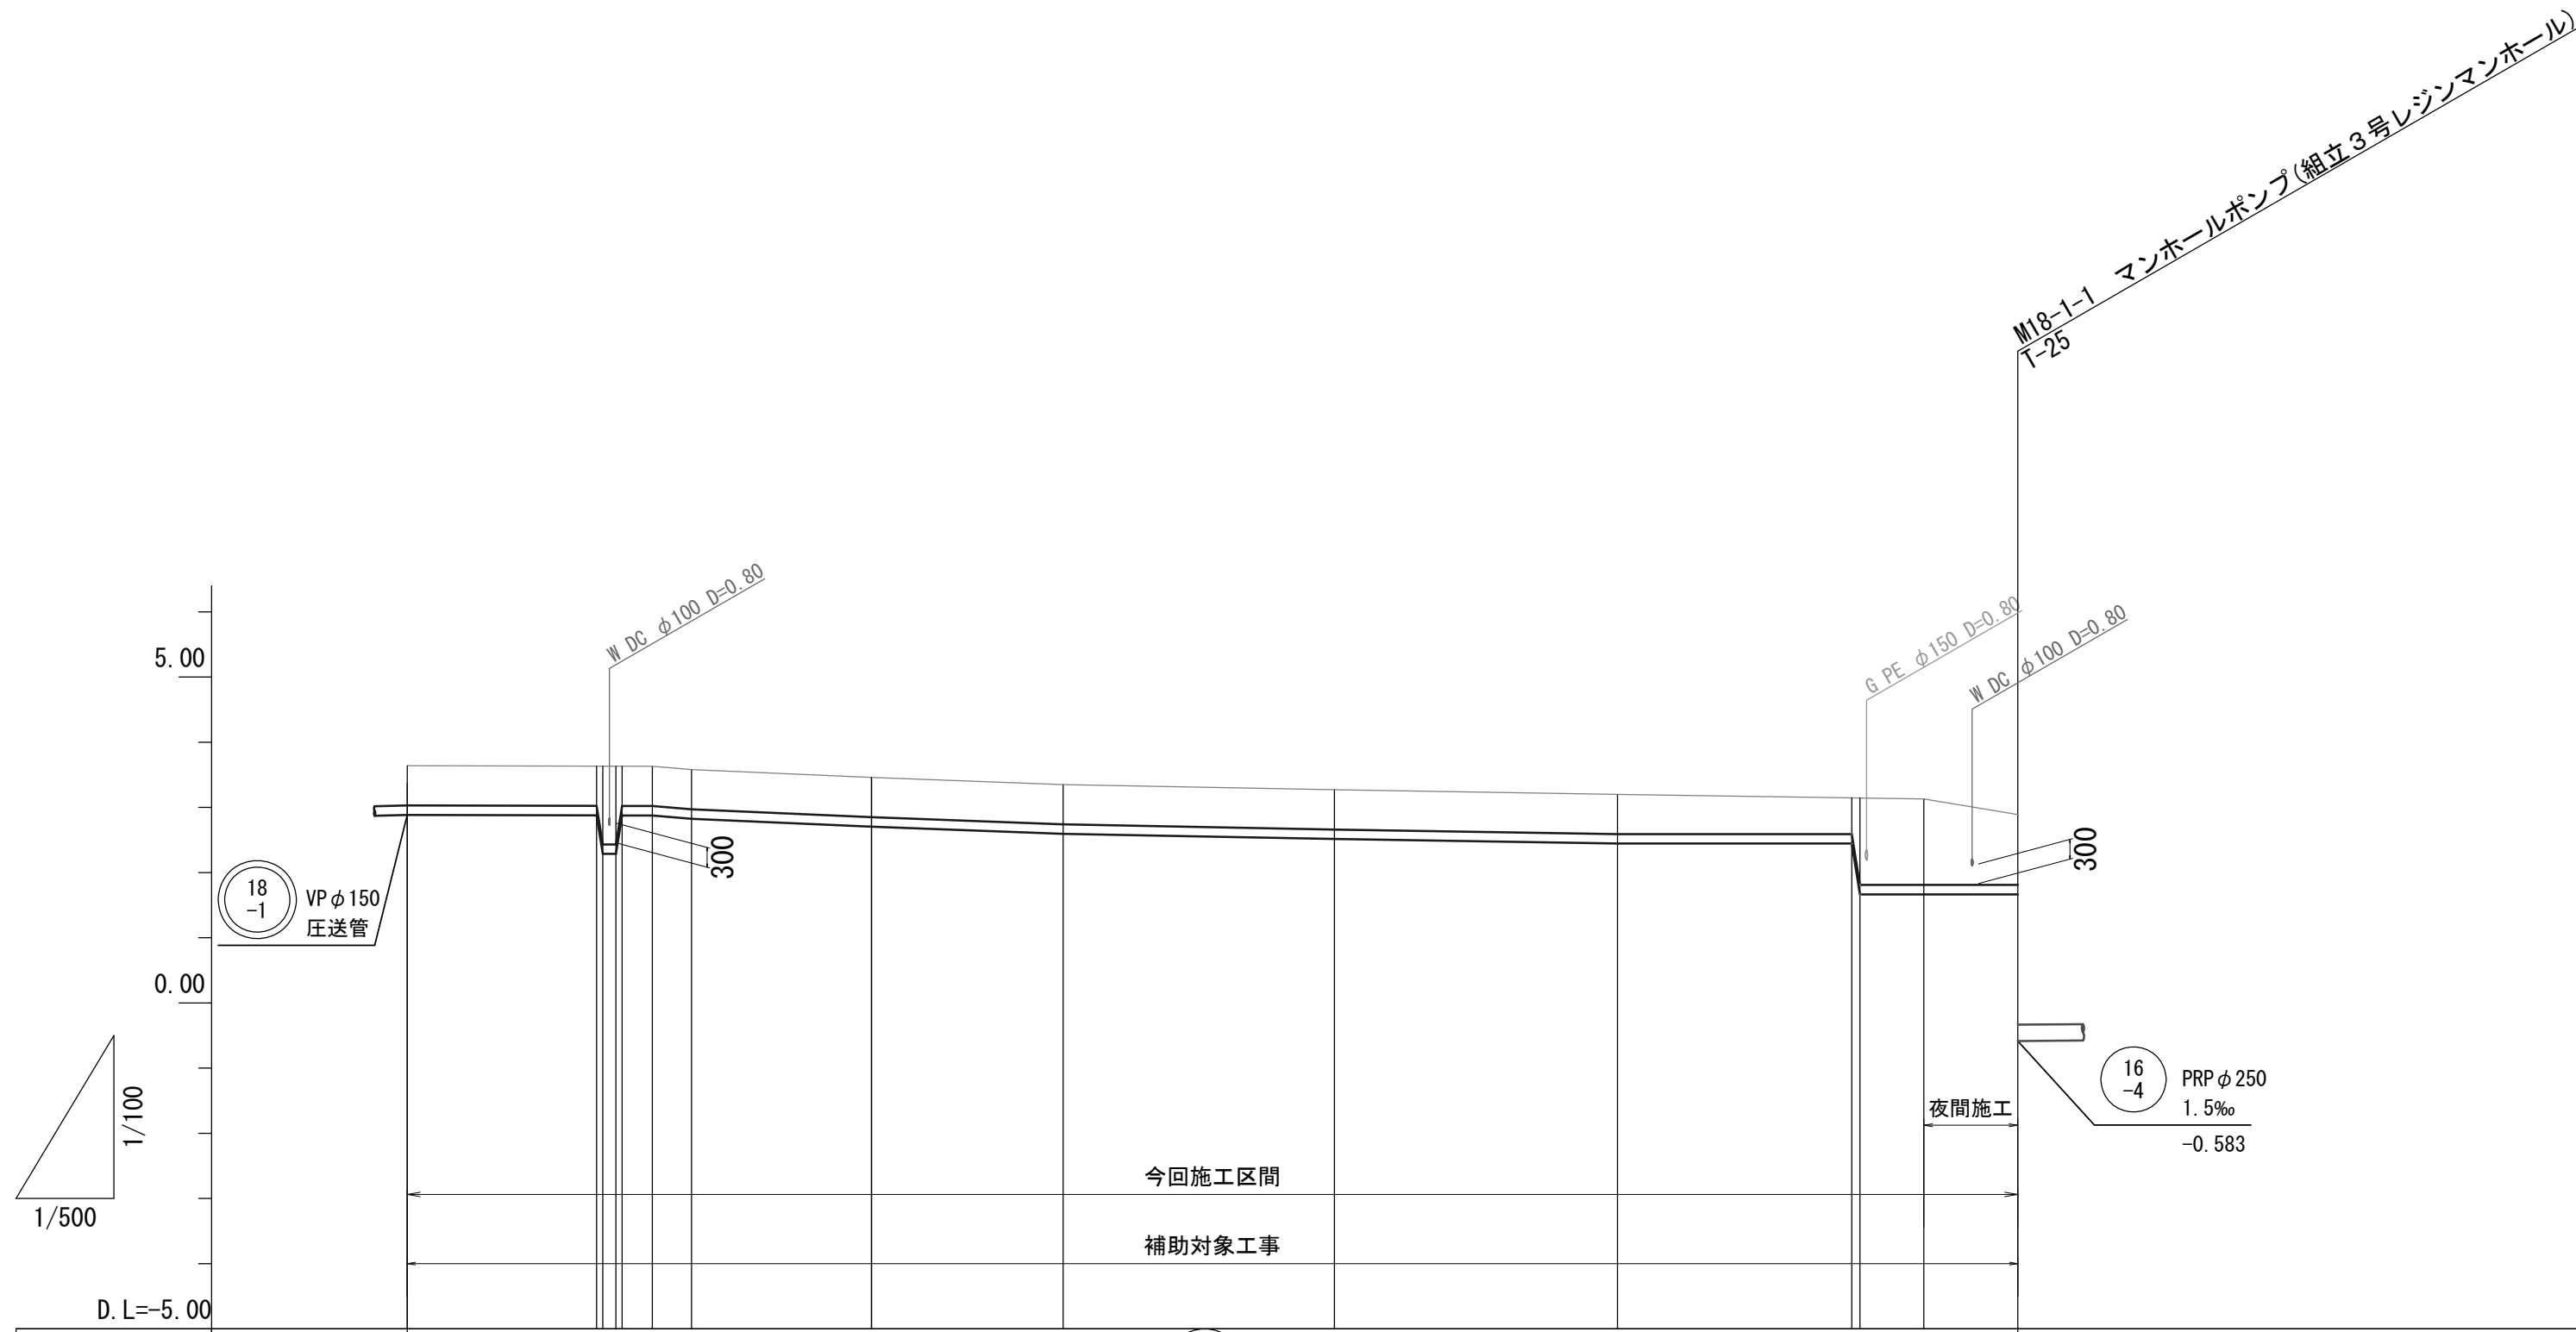 M18-1-1 マンホールポンプ(組立３号レジンマンホール)
T-25
W DC φ100 D=0.80
G PE φ150 D=0.80
W DC φ100 D=0.80
5.00
300
300
18
-1
VPφ150
圧送管
0.00
1/100
1/500
16
-4
PRPφ250
1.5‰
-0.583
夜間施工
今回施工区間
補助対象工事
D.L=-5.00